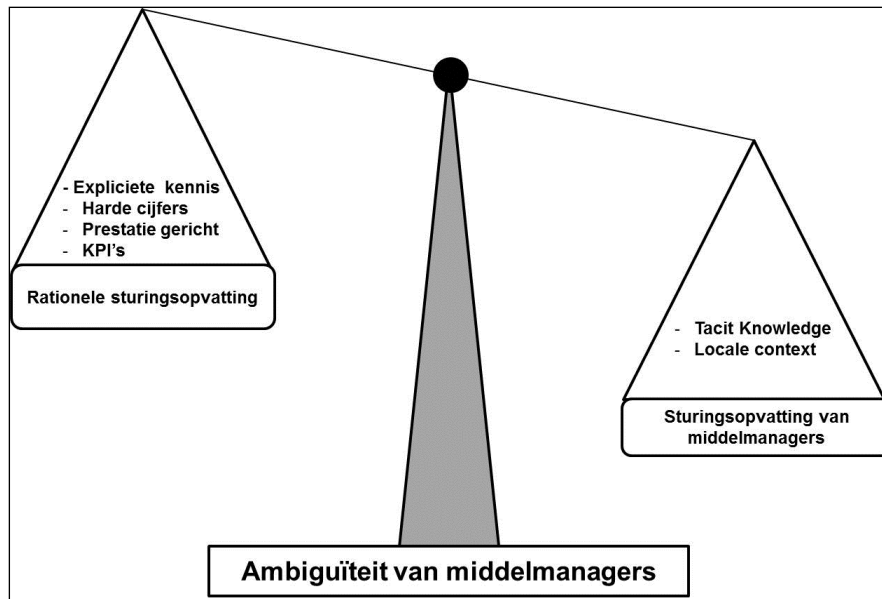 - Expliciete kennis
- Harde cijfers
- Prestatie gericht
- KPI's
Rationele sturingsopvatting
- Tacit Knowledge
- Locale context
Sturingsopvatting van
middelmanagers
Ambiguïteit van middelmanagers